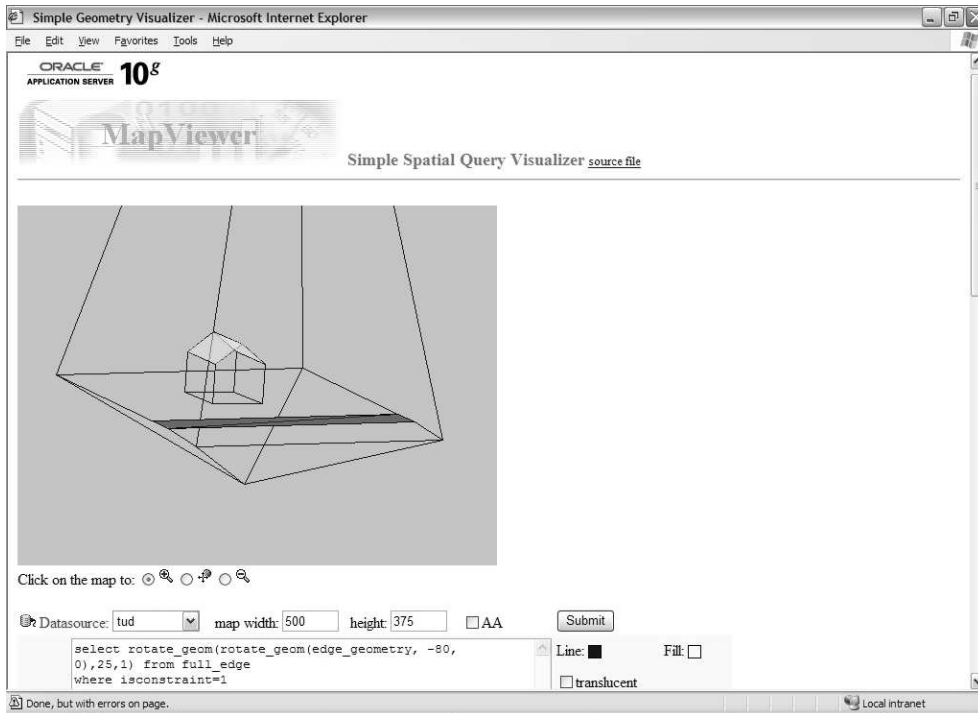 Simple Geometry Visualizer - Microsoft Internet Explorer
File Edit View Favorites Tools Help
ORACLE
APPLICATION SERVER 10g
MapViewer
Simple Spatial Query Visualizer source file
Click on the map to:
Datasource: tud map width: 500 height: 375 AA Submit
select rotate_geom(rotate_geom(edge_geometry, -80,
0),25,1) from full_edge
where isconstraint=1
Line: Fill:
translucent
Done, but with errors on page. Local intranet